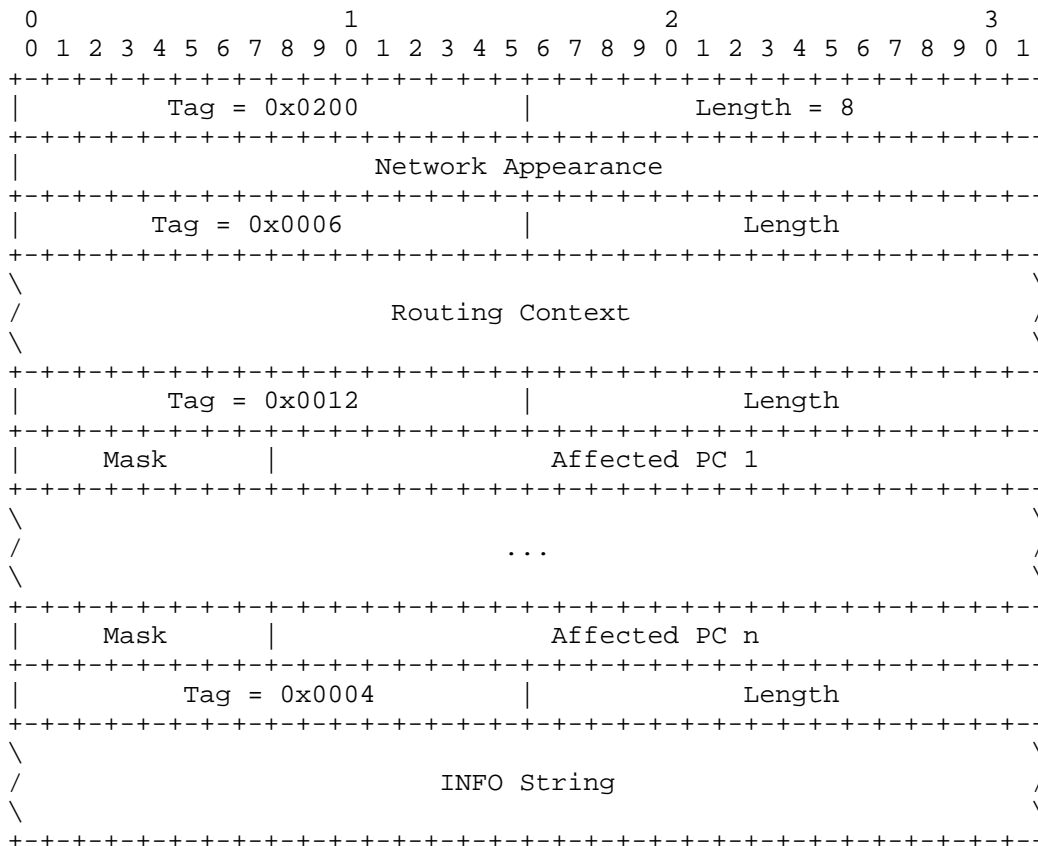 0                   1                   2                   3
 0 1 2 3 4 5 6 7 8 9 0 1 2 3 4 5 6 7 8 9 0 1 2 3 4 5 6 7 8 9 0 1
+-+-+-+-+-+-+-+-+-+-+-+-+-+-+-+-+-+-+-+-+-+-+-+-+-+-+-+-+-+-+-+--
|         Tag = 0x0200          |          Length = 8
+-+-+-+-+-+-+-+-+-+-+-+-+-+-+-+-+-+-+-+-+-+-+-+-+-+-+-+-+-+-+-+--
|                      Network Appearance
+-+-+-+-+-+-+-+-+-+-+-+-+-+-+-+-+-+-+-+-+-+-+-+-+-+-+-+-+-+-+-+--
|        Tag = 0x0006           |             Length
+-+-+-+-+-+-+-+-+-+-+-+-+-+-+-+-+-+-+-+-+-+-+-+-+-+-+-+-+-+-+-+--
\                                                               \
/                       Routing Context                         /
\                                                               \
+-+-+-+-+-+-+-+-+-+-+-+-+-+-+-+-+-+-+-+-+-+-+-+-+-+-+-+-+-+-+-+--
|         Tag = 0x0012          |             Length
+-+-+-+-+-+-+-+-+-+-+-+-+-+-+-+-+-+-+-+-+-+-+-+-+-+-+-+-+-+-+-+--
|     Mask      |                 Affected PC 1
+-+-+-+-+-+-+-+-+-+-+-+-+-+-+-+-+-+-+-+-+-+-+-+-+-+-+-+-+-+-+-+--
\                                                               \
/                              ...                              /
\                                                               \
+-+-+-+-+-+-+-+-+-+-+-+-+-+-+-+-+-+-+-+-+-+-+-+-+-+-+-+-+-+-+-+--
|     Mask      |                 Affected PC n
+-+-+-+-+-+-+-+-+-+-+-+-+-+-+-+-+-+-+-+-+-+-+-+-+-+-+-+-+-+-+-+--
|          Tag = 0x0004         |             Length
+-+-+-+-+-+-+-+-+-+-+-+-+-+-+-+-+-+-+-+-+-+-+-+-+-+-+-+-+-+-+-+--
\                                                               \
/                          INFO String                          /
\                                                               \
+-+-+-+-+-+-+-+-+-+-+-+-+-+-+-+-+-+-+-+-+-+-+-+-+-+-+-+-+-+-+-+--